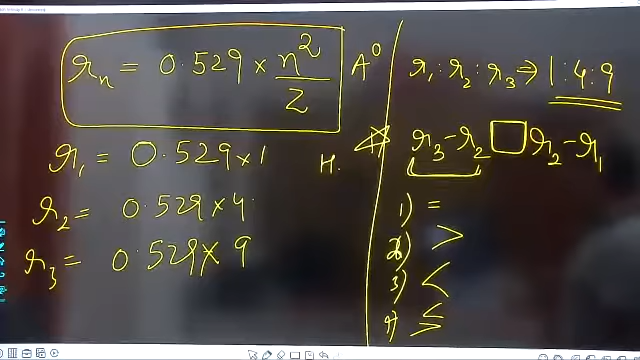 r_n = 0.529 × n²/Z A°
r₁ = 0.529×1 H.
r₂ = 0.529×4
r₃ = 0.529×9
r₁ : r₂ : r₃ ⇒ 1 : 4 : 9
r₃-r₂ □ r₂-r₁
1) =
2) >
3) <
4) ≤